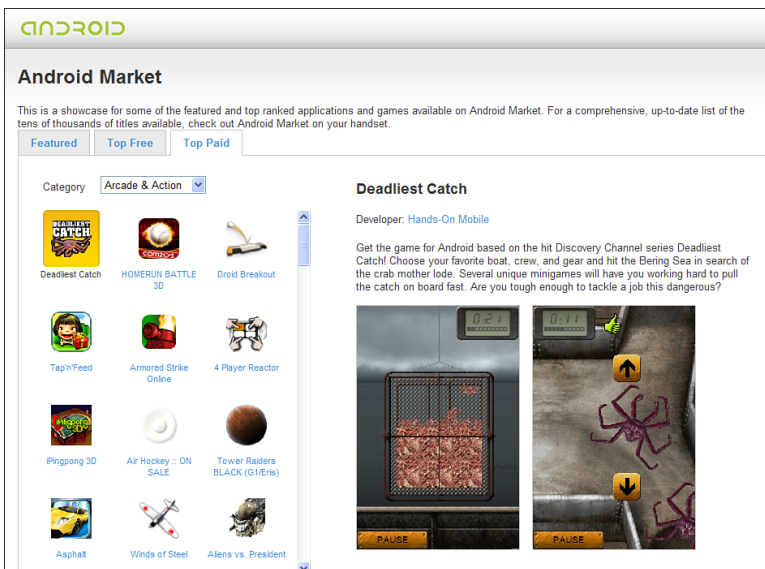 ANDROID
Android Market
This is a showcase for some of the featured and top ranked applications and games available on Android Market. For a comprehensive, up-to-date list of the
tens of thousands of titles available, check out Android Market on your handset.
Featured Top Free Top Paid
Category Arcade & Action
DEADLIEST
CATCH
Deadliest Catch
COM2US
HOMERUN BATTLE
3D
Droid Breakout
Tap'n'Feed
Armored Strike
Online
4 Player Reactor
iPingpong 3D
Air Hockey :: ON
SALE
Tower Raiders
BLACK (G1/Eris)
Asphalt
Winds of Steel
Aliens vs. President
Deadliest Catch
Developer: Hands-On Mobile
Get the game for Android based on the hit Discovery Channel series Deadliest
Catch! Choose your favorite boat, crew, and gear and hit the Bering Sea in search of
the crab mother lode. Several unique minigames will have you working hard to pull
the catch on board fast. Are you tough enough to tackle a job this dangerous?
0:21
PAUSE
0:11
PAUSE